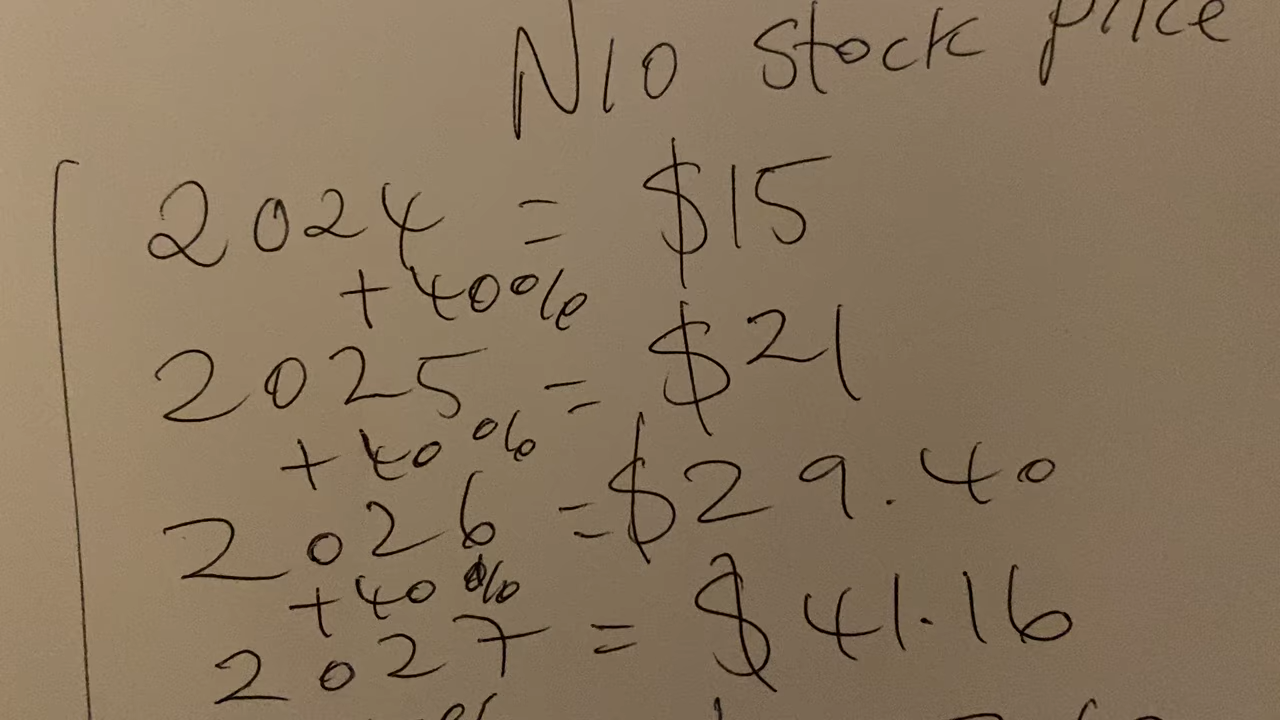 NIO Stock price
2024 = $15
+40%
2025 = $21
+40%
2026 = $29.40
+40%
2027 = $41.16